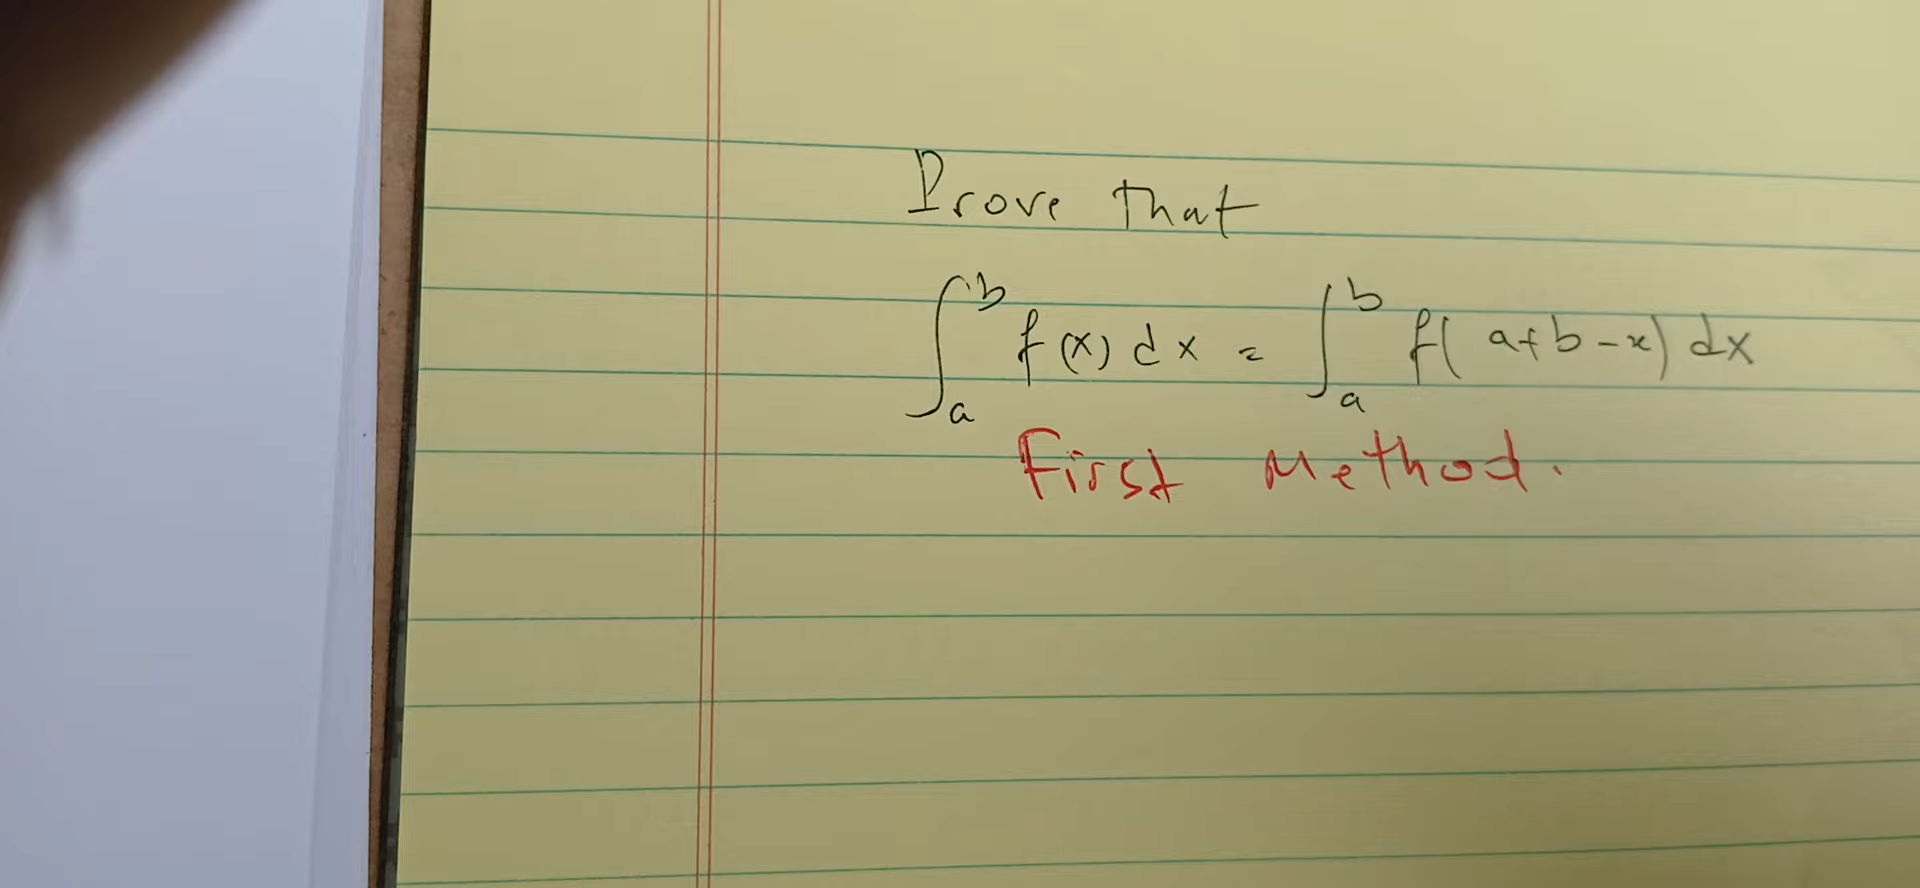 Prove that
∫_a^b f(x) dx = ∫_a^b f(a+b-x) dx
First Method.